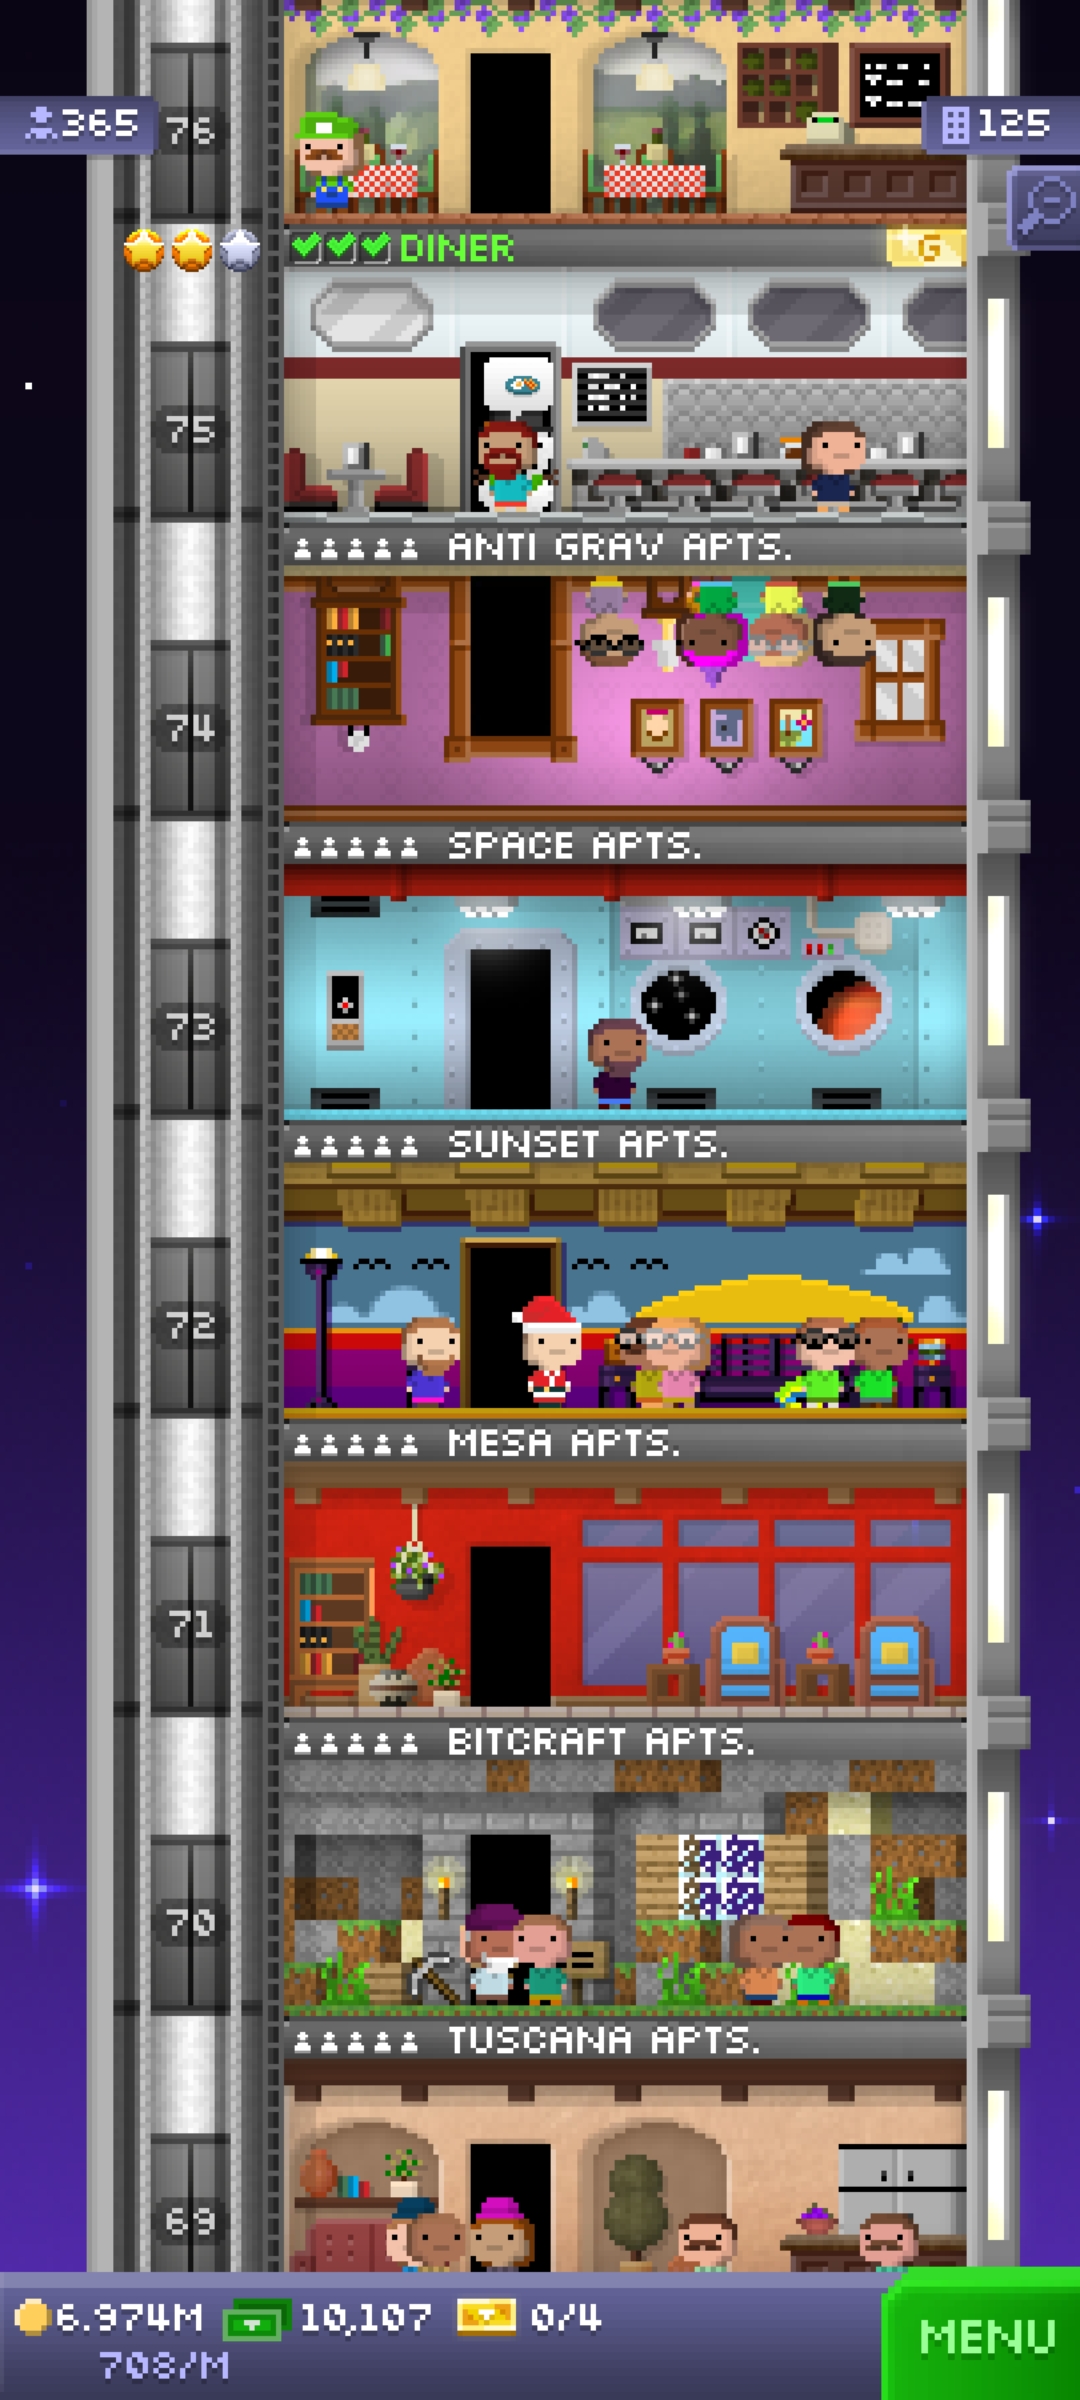 365
76
125
DINER
G
75
ANTI GRAV APTS.
74
SPACE APTS.
73
SUNSET APTS.
72
MESA APTS.
71
BITCRAFT APTS.
70
TUSCANA APTS.
69
6.974M
10,107
0/4
708/M
MENU